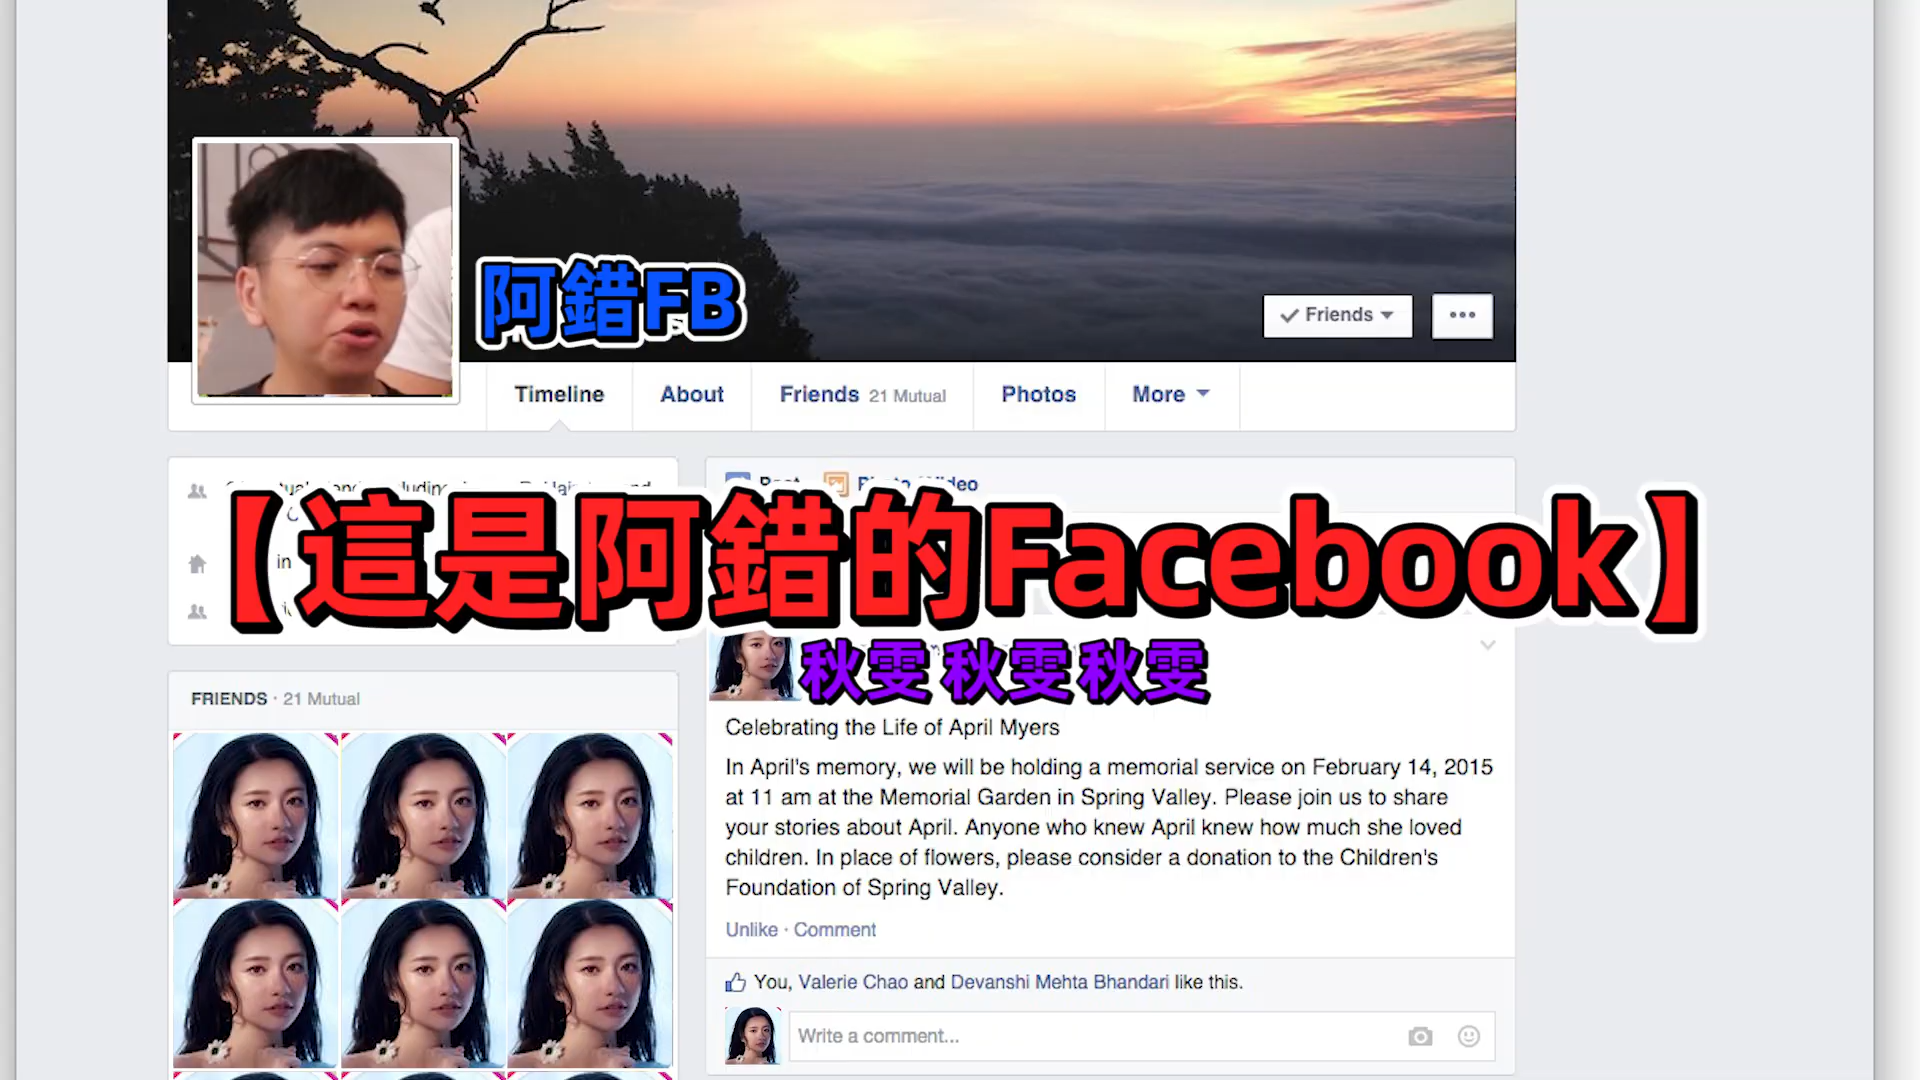 阿錯FB
Friends
Timeline
About
Friends 21 Mutual
Photos
More
【這是阿錯的Facebook】
in
秋雯 秋雯 秋雯
FRIENDS · 21 Mutual
Celebrating the Life of April Myers
In April's memory, we will be holding a memorial service on February 14, 2015
at 11 am at the Memorial Garden in Spring Valley. Please join us to share
your stories about April. Anyone who knew April knew how much she loved
children. In place of flowers, please consider a donation to the Children's
Foundation of Spring Valley.
Unlike · Comment
You, Valerie Chao and Devanshi Mehta Bhandari like this.
Write a comment...